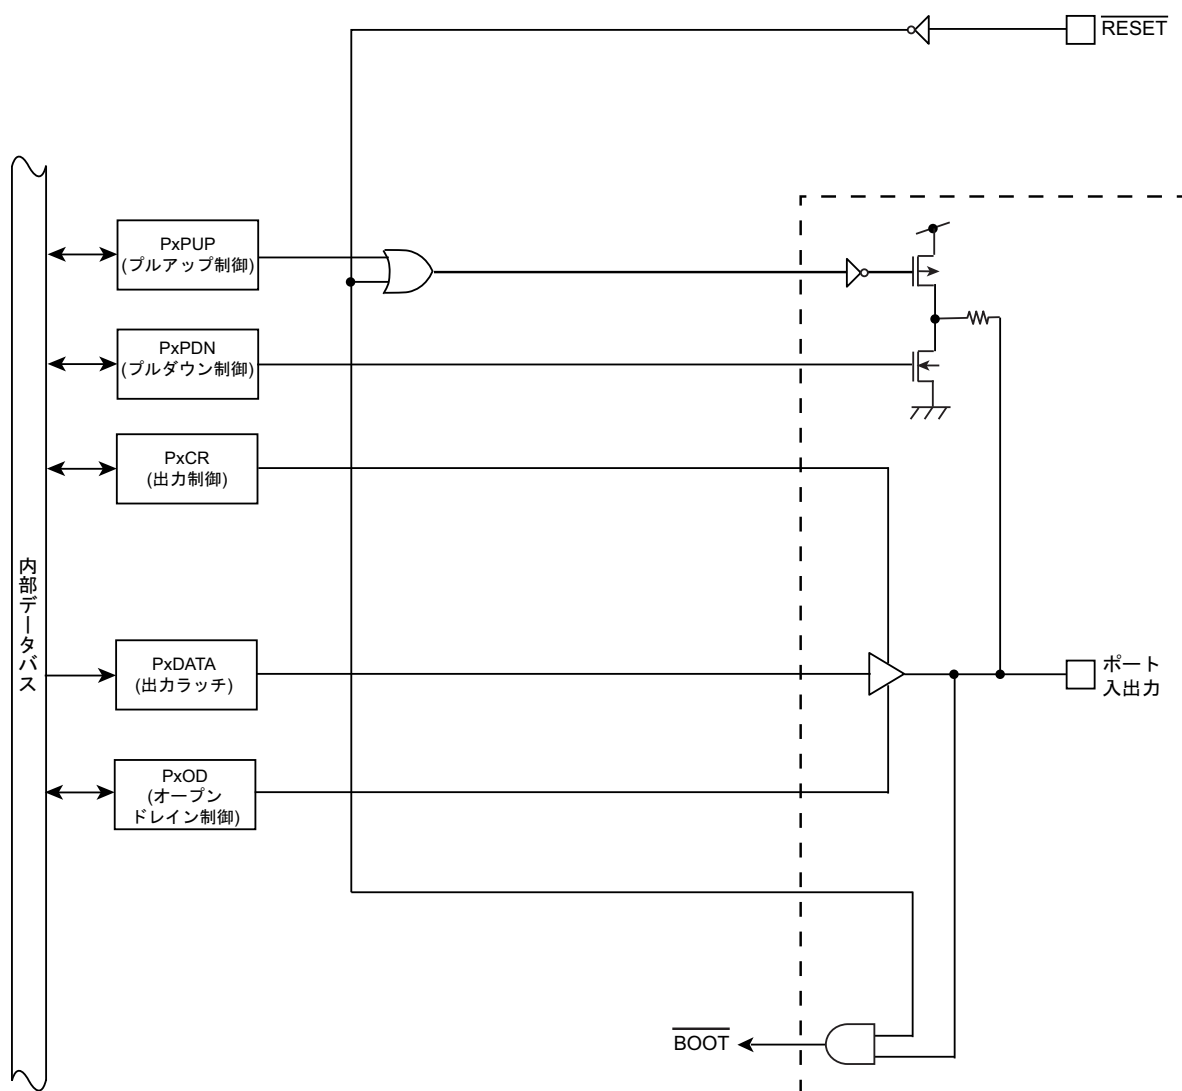 RESET
PxPUP
(プルアップ制御)
PxPDN
(プルダウン制御)
PxCR
(出力制御)
内部データバス
PxDATA
(出力ラッチ)
ポート
入出力
PxOD
(オープン
ドレイン制御)
BOOT